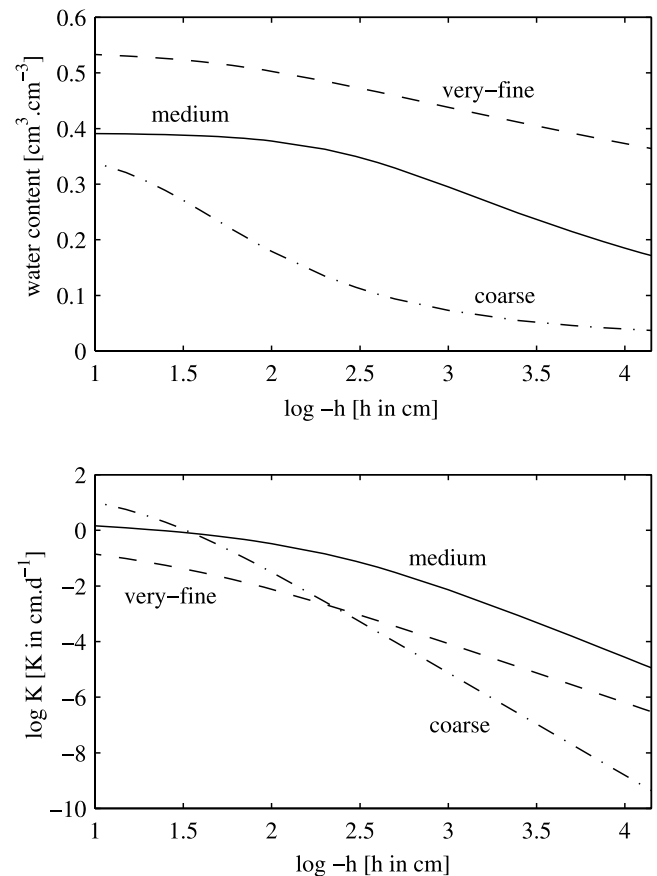 0.6
0.5
0.4
0.3
0.2
0.1
0
water content [cm³.cm⁻³]
very−fine
medium
coarse
1 1.5 2 2.5 3 3.5 4
log −h [h in cm]
2
0
−2
−4
−6
−8
−10
log K [K in cm.d⁻¹]
medium
very−fine
coarse
1 1.5 2 2.5 3 3.5 4
log −h [h in cm]